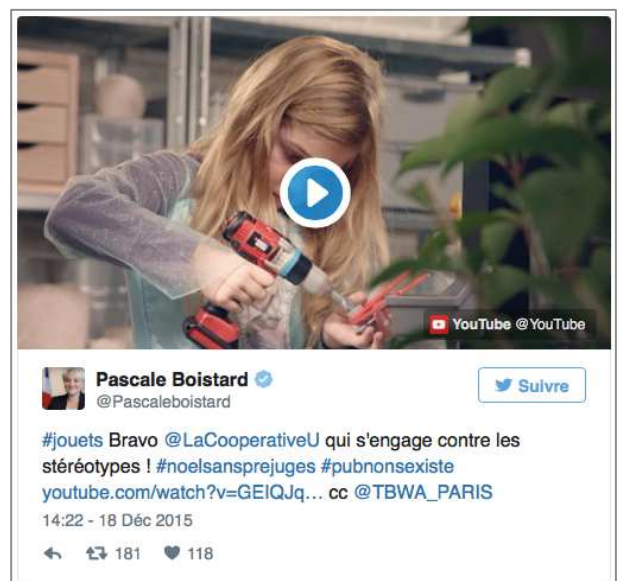 YouTube @YouTube
Pascale Boistard
@Pascaleboistard
Suivre
#jouets Bravo @LaCooperativeU qui s'engage contre les
stéréotypes ! #noelsansprejuges #pubnonsexiste
youtube.com/watch?v=GEIQJq… cc @TBWA_PARIS
14:22 - 18 Déc 2015
181 118